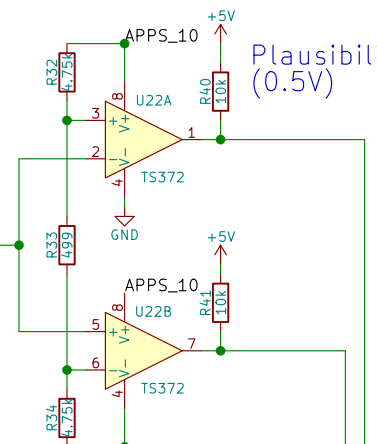 +5V
APPS_10
Plausibil
(0.5V)
R32
4.75k
R40
10k
8
U22A
3
+
V+
1
2
−
V-
4
TS372
GND
+5V
R33
499
APPS_10
R41
10k
8
U22B
5
+
V+
7
6
−
V-
4
TS372
R34
4.75k